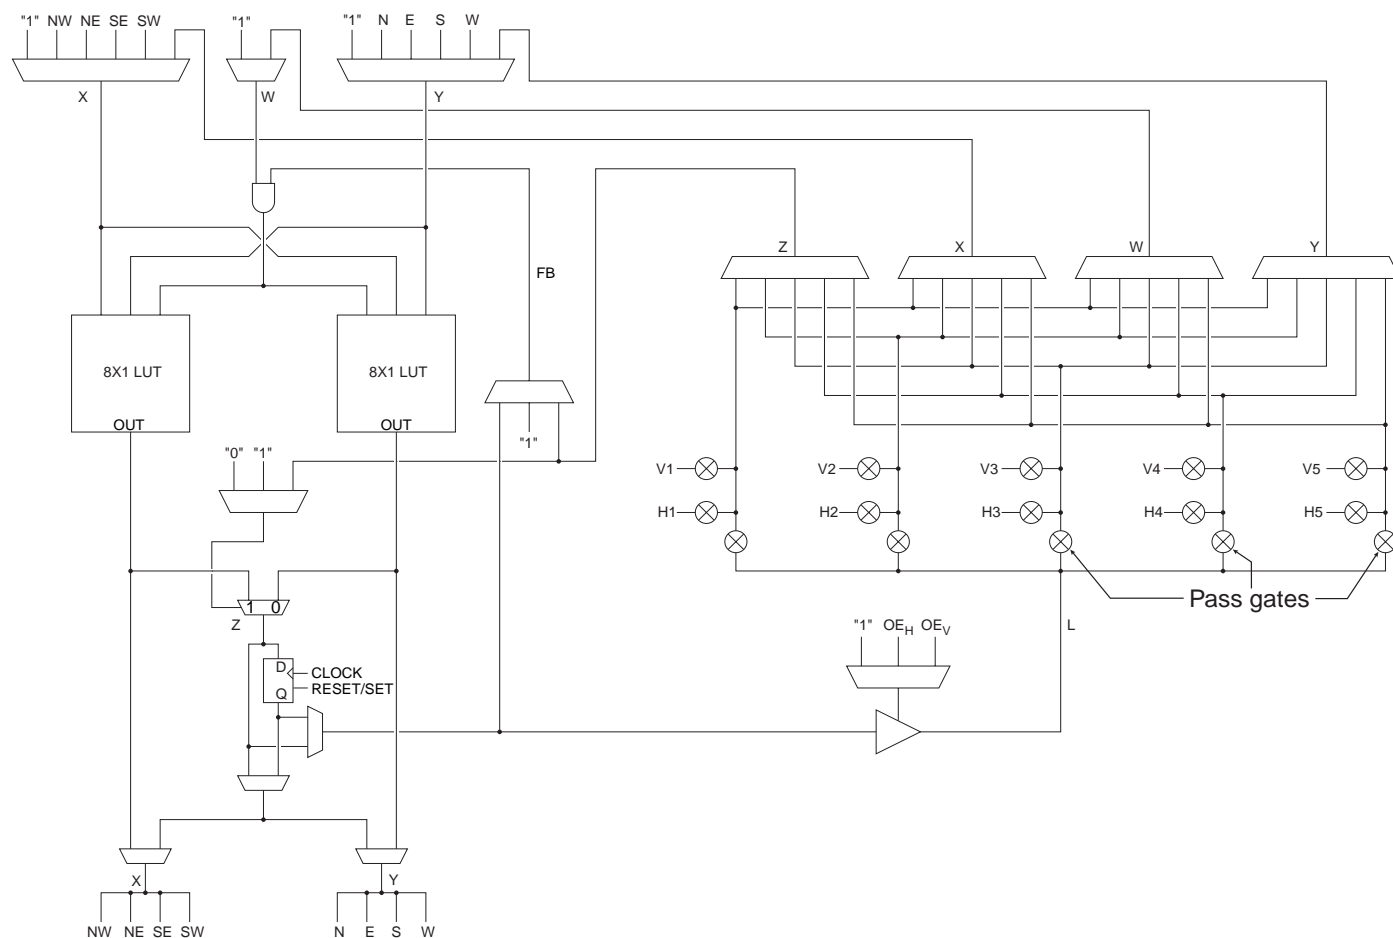 "1" NW NE SE SW "1" "1" N E S W
X W Y
Z X W Y
FB
8X1 LUT 8X1 LUT
OUT OUT
"1"
"0" "1"
V1 V2 V3 V4 V5
H1 H2 H3 H4 H5
1 0
Pass gates
Z
"1" OEH OEV
L
D
CLOCK
Q
RESET/SET
X Y
NW NE SE SW N E S W